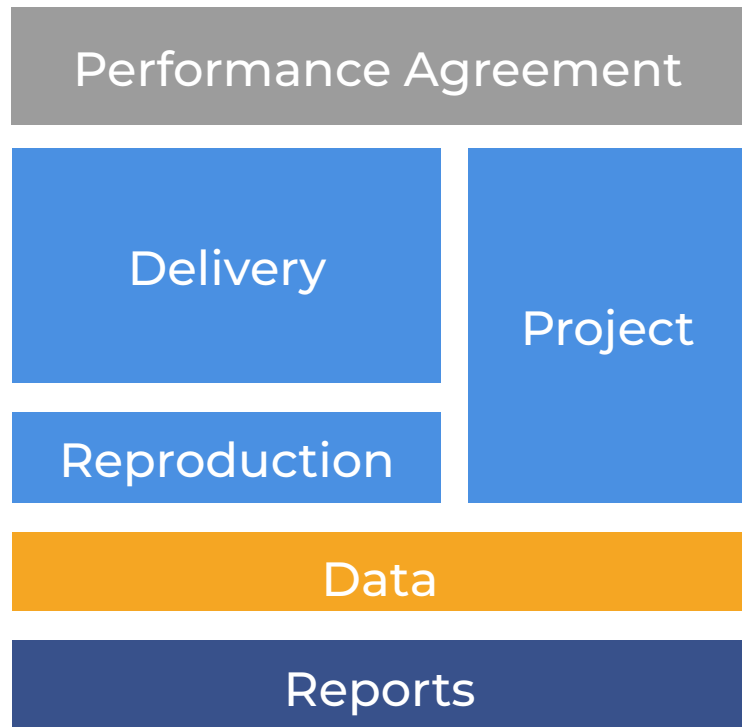 Performance Agreement
Delivery
Project
Reproduction
Data
Reports